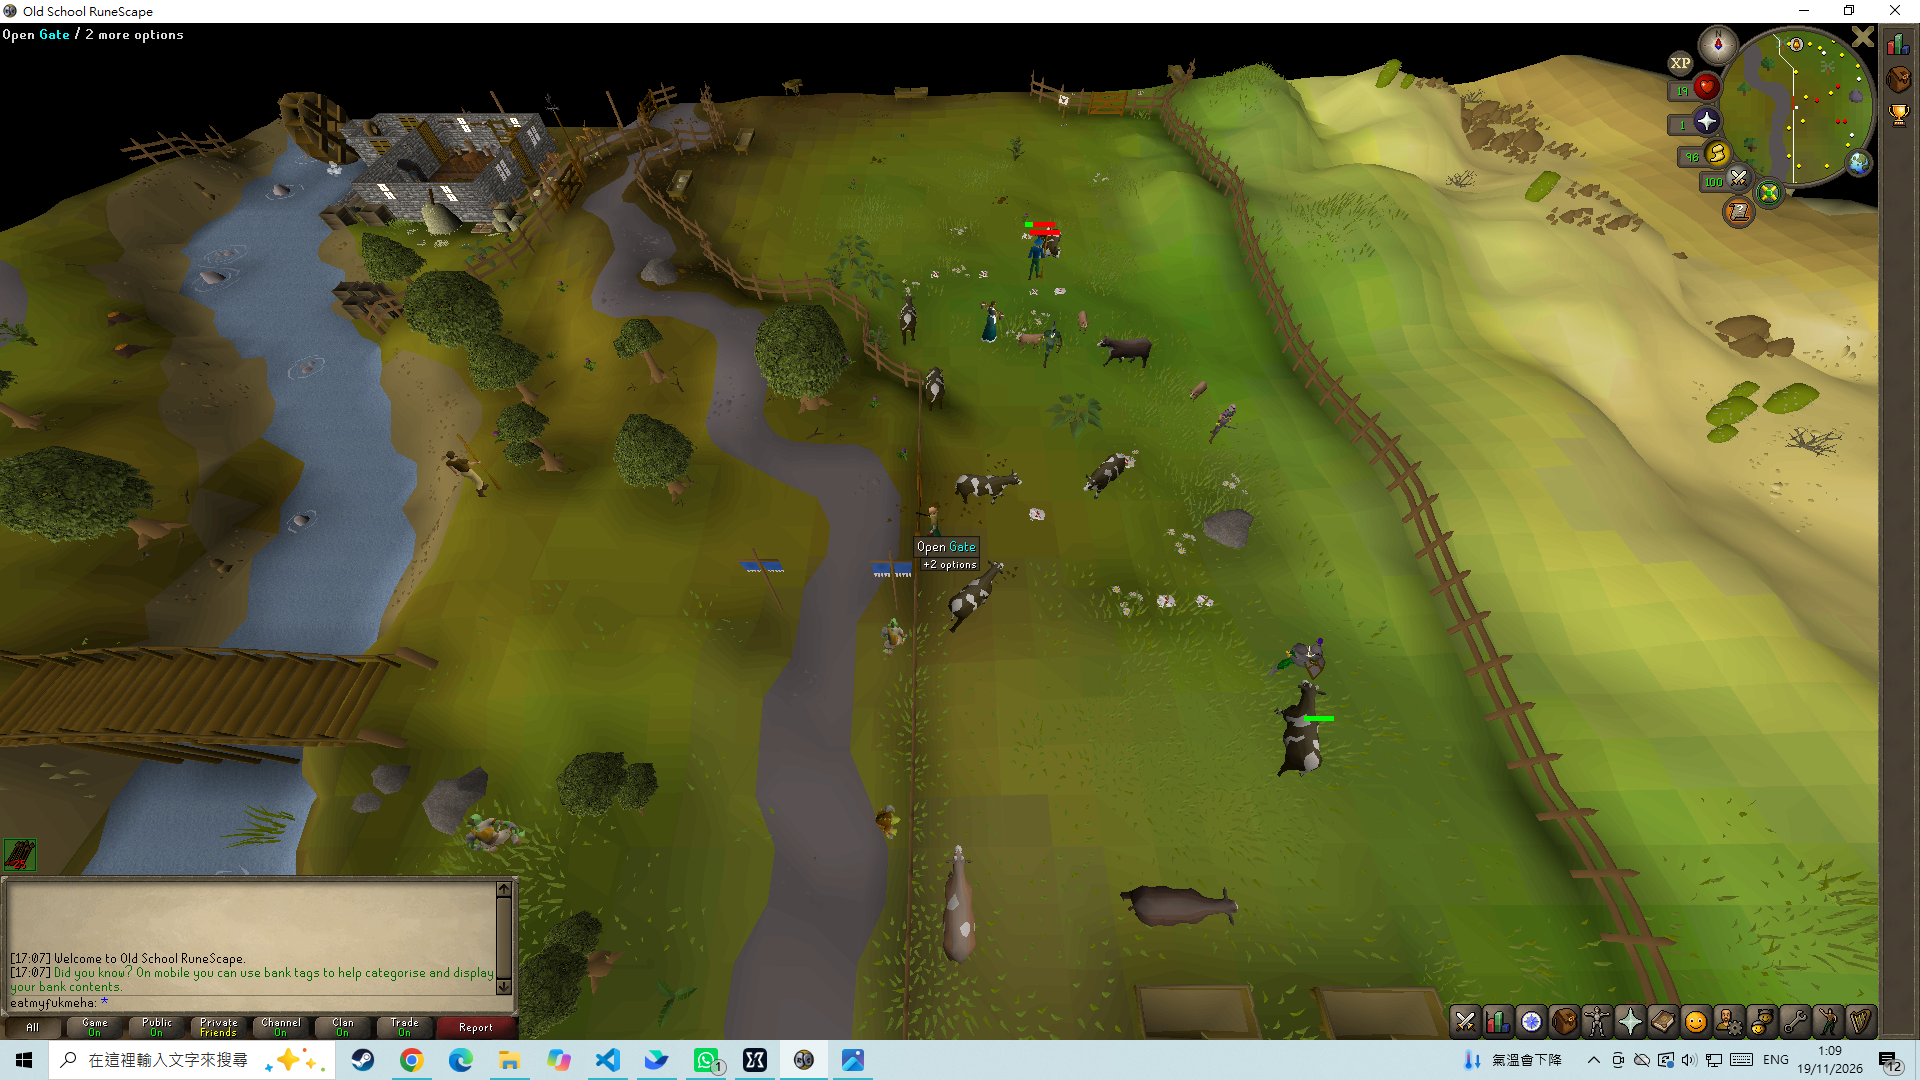 Old School RuneScape
Open Gate / 2 more options
N
XP
19
1
96
100
Open Gate
+2 options
25
[17:07] Welcome to Old School RuneScape.
[17:07] Did you know? On mobile you can use bank tags to help categorise and display
your bank contents.
eatmyfukmeha: *
All
Game
On
Public
On
Private
Friends
Channel
On
Clan
On
Trade
On
Report
在這裡輸入文字來搜尋
1
氣溫會下降
ENG
1:09
19/11/2026
12